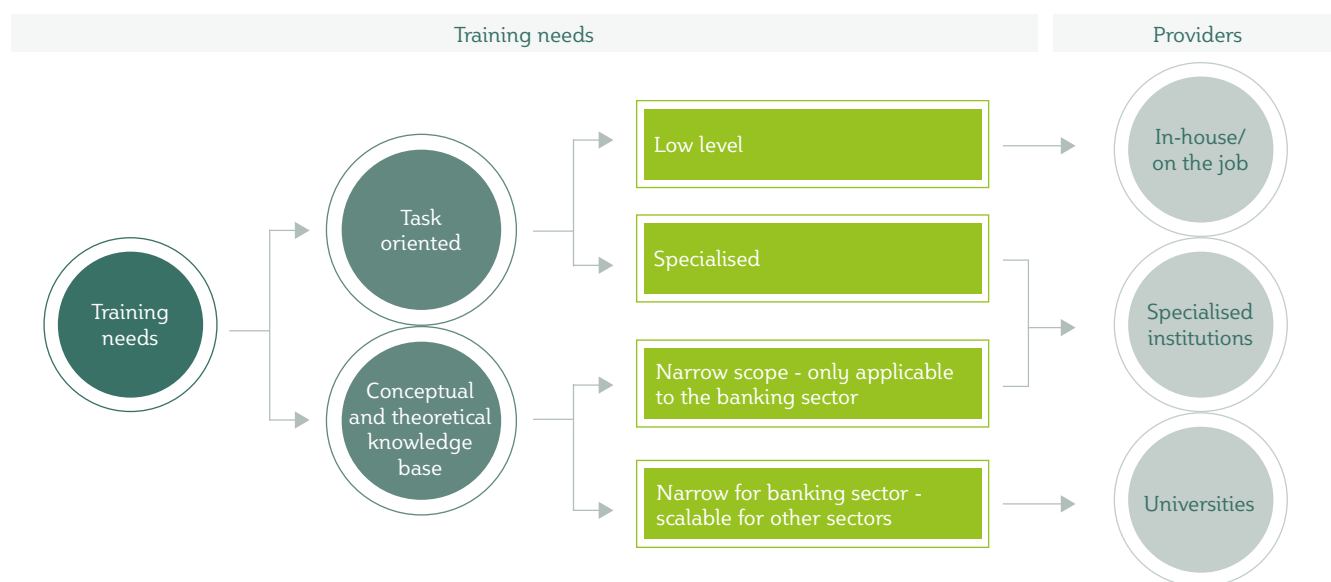 Training needs
Providers
Training
needs
Task
oriented
Conceptual
and theoretical
knowledge
base
Low level
Specialised
Narrow scope - only applicable
to the banking sector
Narrow for banking sector -
scalable for other sectors
In-house/
on the job
Specialised
institutions
Universities